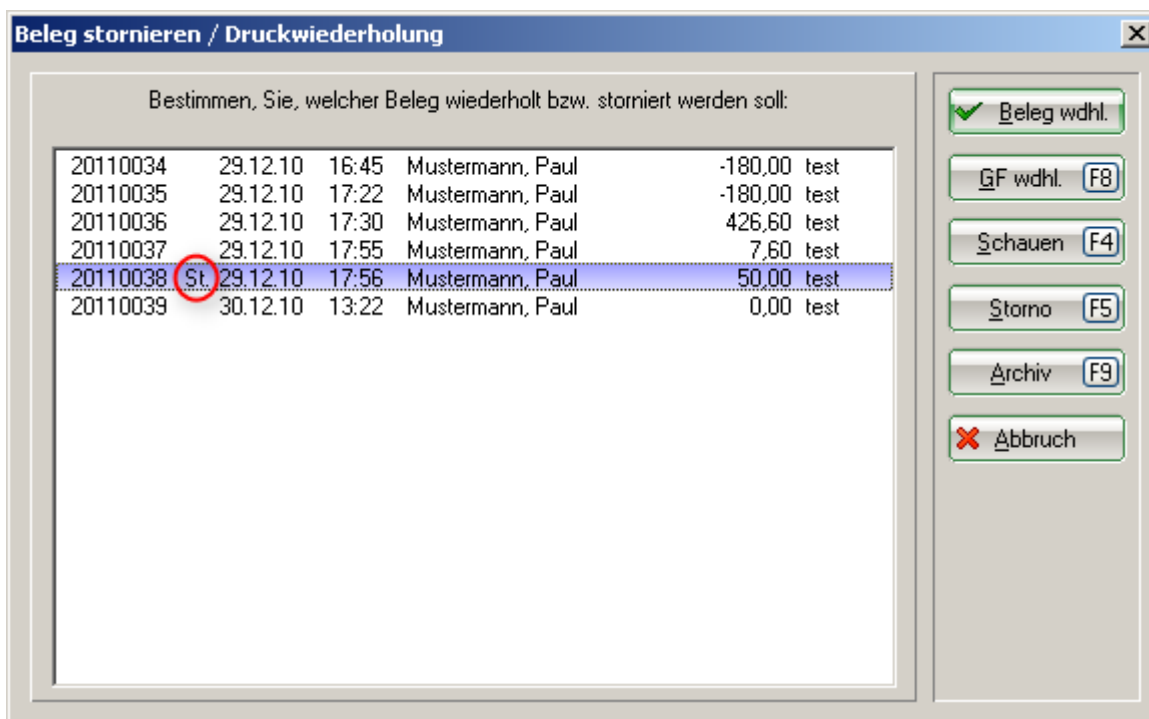 Beleg stornieren / Druckwiederholung
Bestimmen, Sie, welcher Beleg wiederholt bzw. storniert werden soll:
20110034 29.12.10 16:45 Mustermann, Paul -180,00 test
20110035 29.12.10 17:22 Mustermann, Paul -180,00 test
20110036 29.12.10 17:30 Mustermann, Paul 426,60 test
20110037 29.12.10 17:55 Mustermann, Paul 7,60 test
20110038 St. 29.12.10 17:56 Mustermann, Paul 50,00 test
20110039 30.12.10 13:22 Mustermann, Paul 0,00 test
Beleg wdhl.
GF wdhl. F8
Schauen F4
Storno F5
Archiv F9
Abbruch